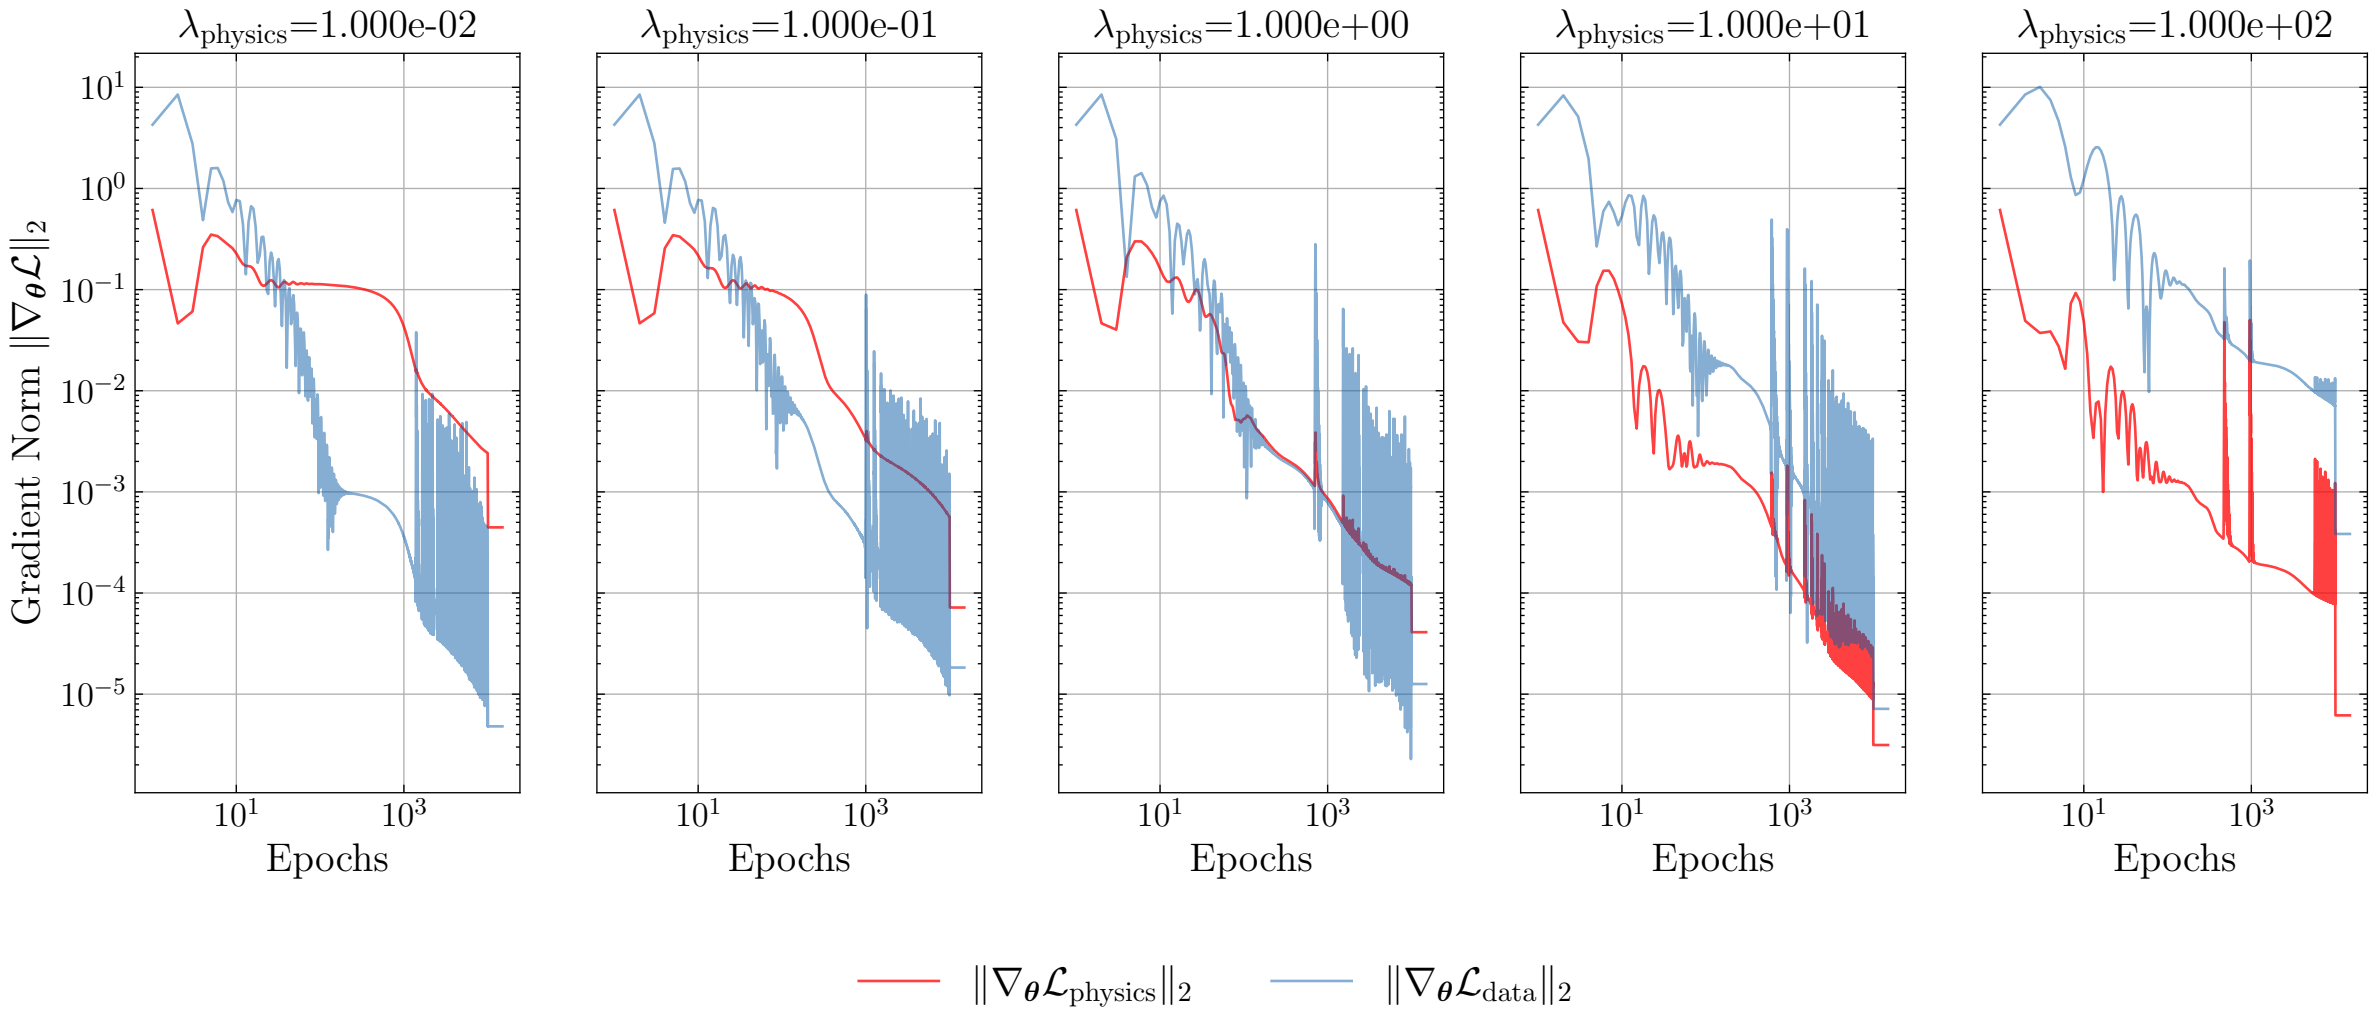 λphysics=1.000e-02 λphysics=1.000e-01 λphysics=1.000e+00 λphysics=1.000e+01 λphysics=1.000e+02
10¹
10⁰
10⁻¹
10⁻²
10⁻³
10⁻⁴
10⁻⁵
Gradient Norm ‖∇θℒ‖₂
10¹ 10³ 10¹ 10³ 10¹ 10³ 10¹ 10³ 10¹ 10³
Epochs Epochs Epochs Epochs Epochs
‖∇θℒphysics‖₂ ‖∇θℒdata‖₂